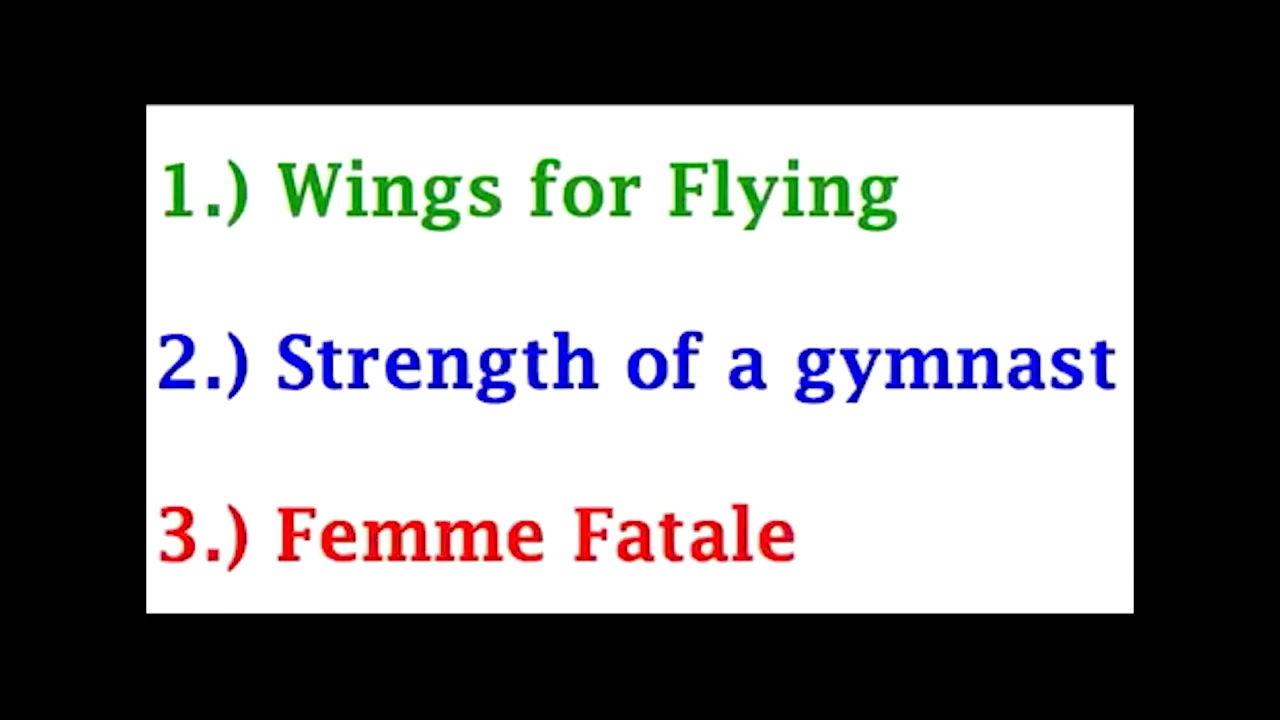 1.) Wings for Flying
2.) Strength of a gymnast
3.) Femme Fatale